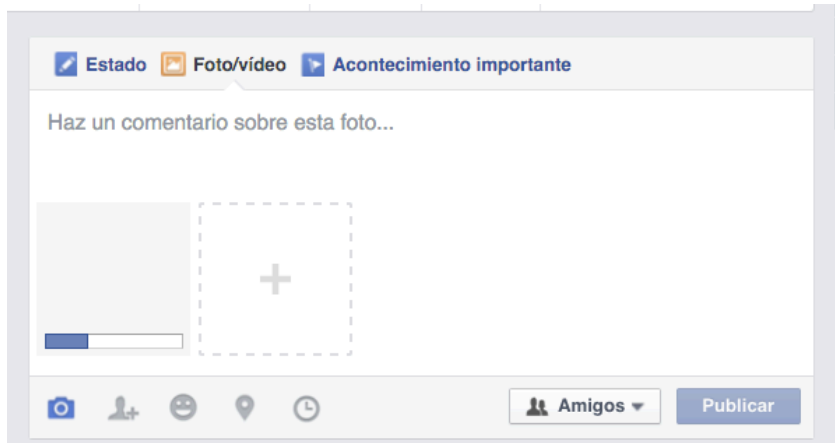 Estado Foto/vídeo Acontecimiento importante
Haz un comentario sobre esta foto...
Amigos Publicar